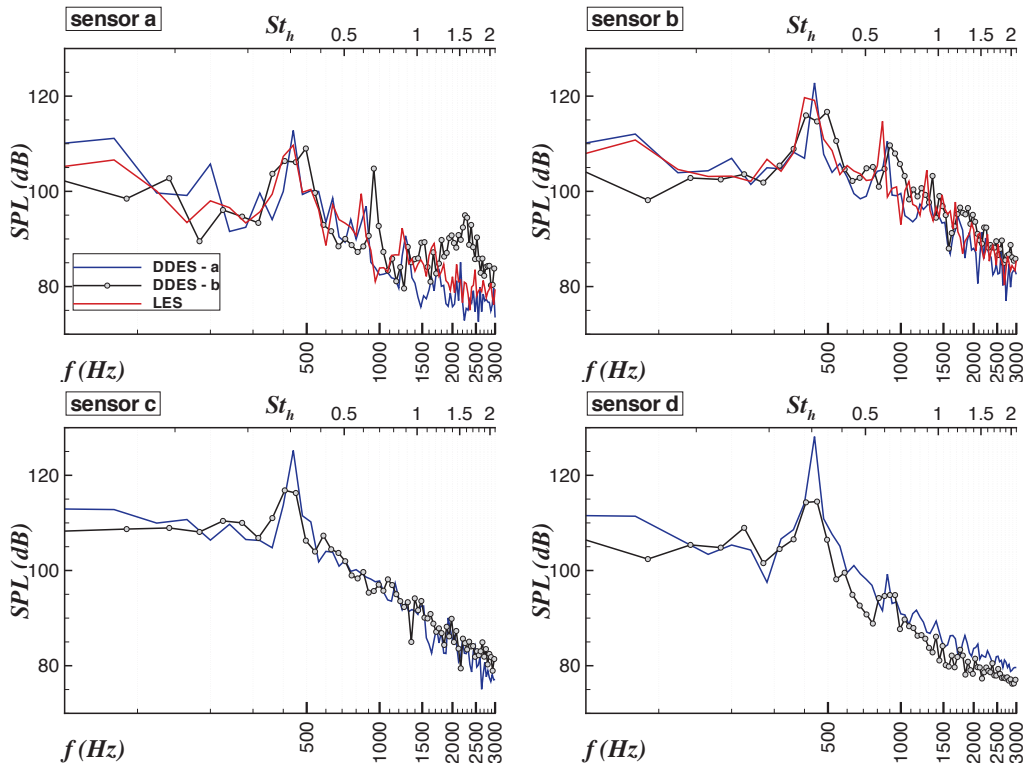 sensor a
St_h
0.5 1 1.5 2
SPL (dB)
120
100
80
DDES - a
DDES - b
LES
f (Hz)
500 1000 1500 2000 2500 3000
sensor b
St_h
0.5 1 1.5 2
SPL (dB)
120
100
80
f (Hz)
500 1000 1500 2000 2500 3000
sensor c
St_h
0.5 1 1.5 2
SPL (dB)
120
100
80
f (Hz)
500 1000 1500 2000 2500 3000
sensor d
St_h
0.5 1 1.5 2
SPL (dB)
120
100
80
f (Hz)
500 1000 1500 2000 2500 3000